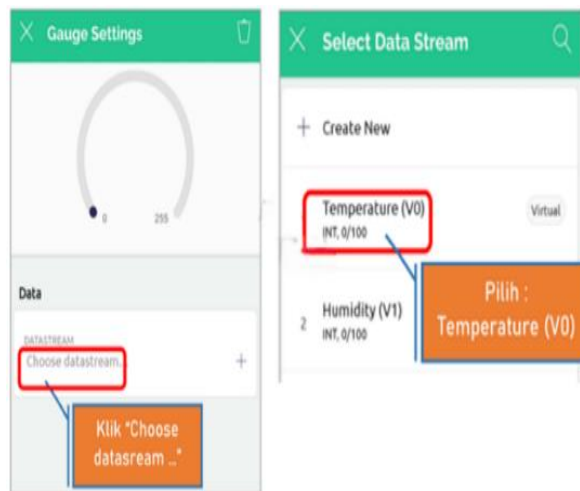 Gauge Settings
0 255
Data
DATASTREAM
Choose datastream...
Klik "Choose
datasream ..."
Select Data Stream
+ Create New
Temperature (V0)
INT, 0/100
Virtual
Pilih :
Temperature (V0)
2 Humidity (V1)
INT, 0/100